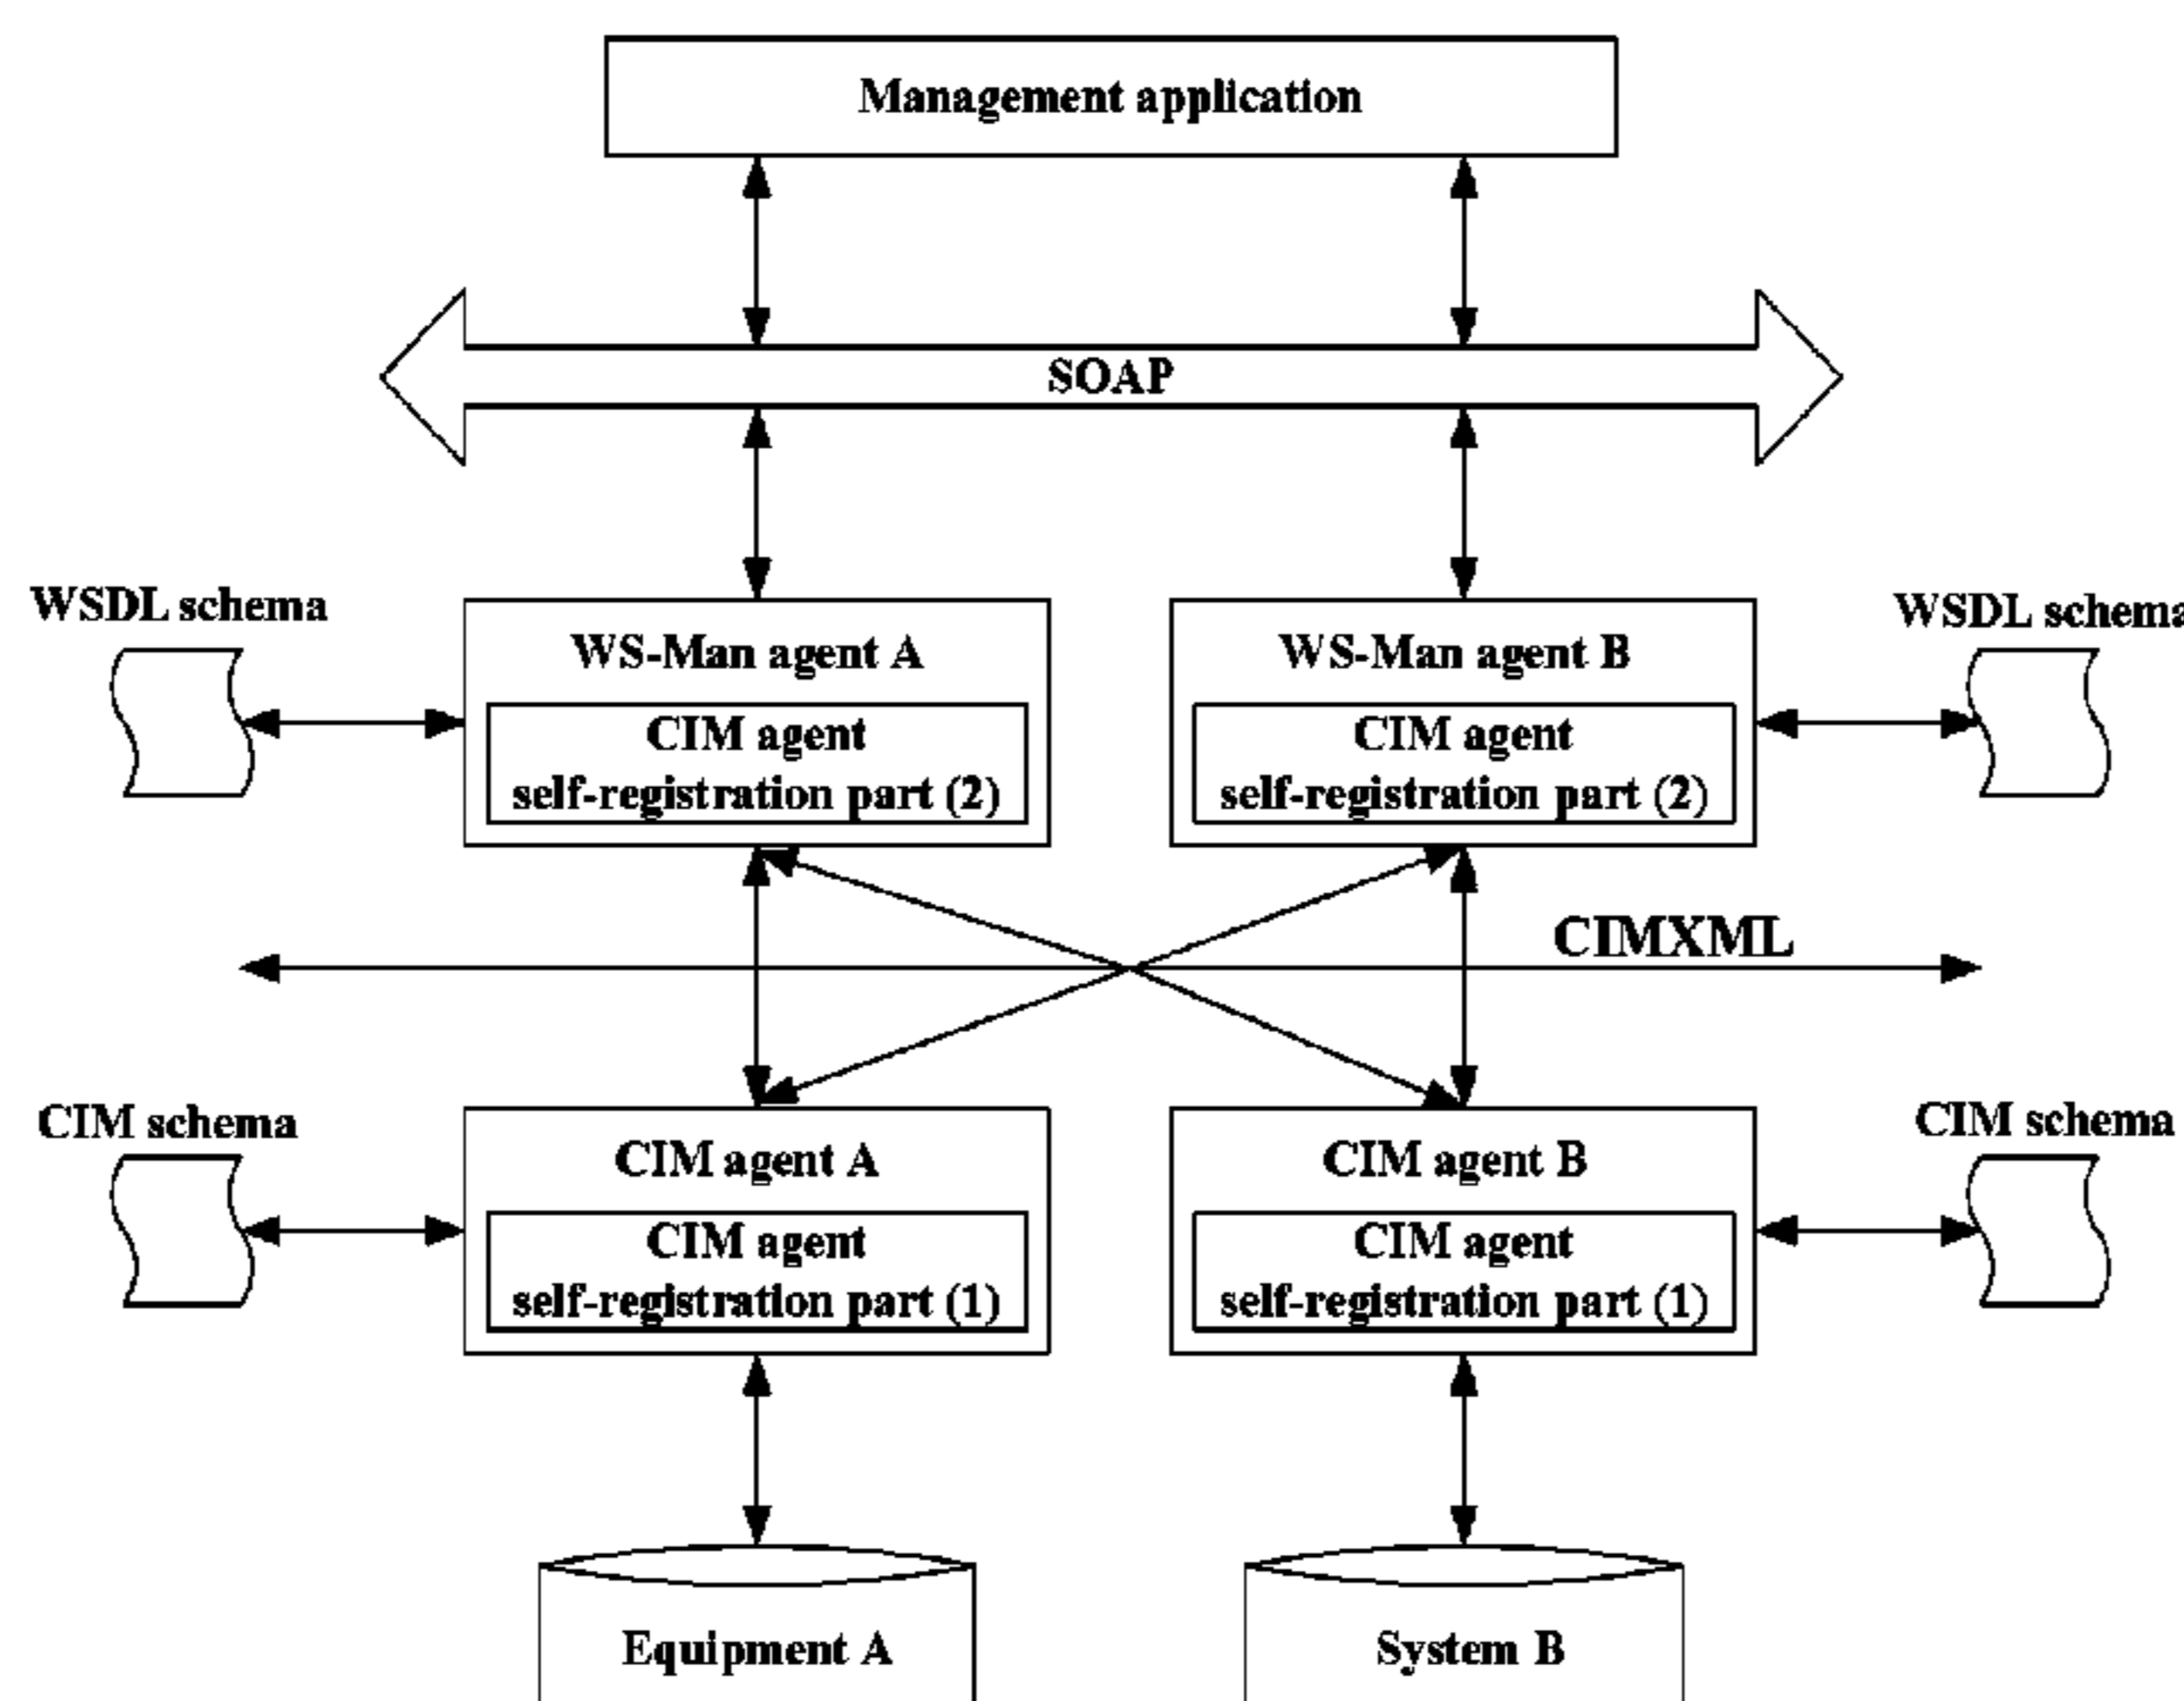 Management application
SOAP
WSDL schema
WS-Man agent A
CIM agent
self-registration part (2)
WS-Man agent B
CIM agent
self-registration part (2)
WSDL schema
CIMXML
CIM schema
CIM agent A
CIM agent
self-registration part (1)
CIM agent B
CIM agent
self-registration part (1)
CIM schema
Equipment A
System B